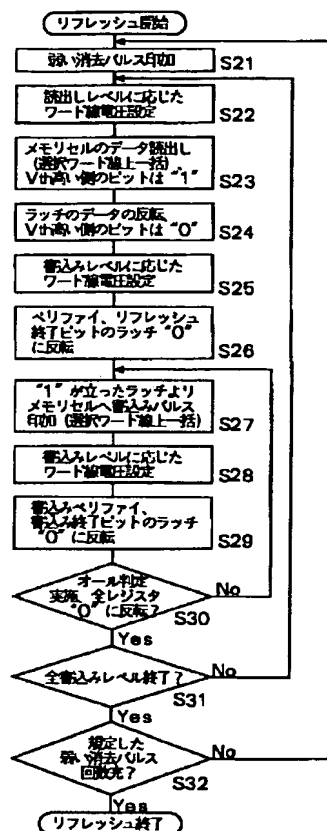 リフレッシュ開始
弱い消去パルス印加
S21
読出しレベルに応じた
ワード線電圧設定
S22
メモリセルのデータ読出し
(選択ワード線上一括)
Vth高い側のビットは"1"
S23
ラッチのデータの反転、
Vth高い側のビットは"0"
S24
書込みレベルに応じた
ワード線電圧設定
S25
ベリファイ、リフレッシュ
終了ビットのラッチ"0"
に反転
S26
"1"が立ったラッチより
メモリセルへ書込みパルス
印加(選択ワード線上一括)
S27
書込みレベルに応じた
ワード線電圧設定
S28
書込みベリファイ、
書込み終了ビットのラッチ
"0"に反転
S29
オール判定
実施、全レジスタ
"0"に反転?
No
S30
Yes
全書込みレベル終了?
No
S31
Yes
規定した
弱い消去パルス
回数充?
No
S32
Yes
リフレッシュ終了